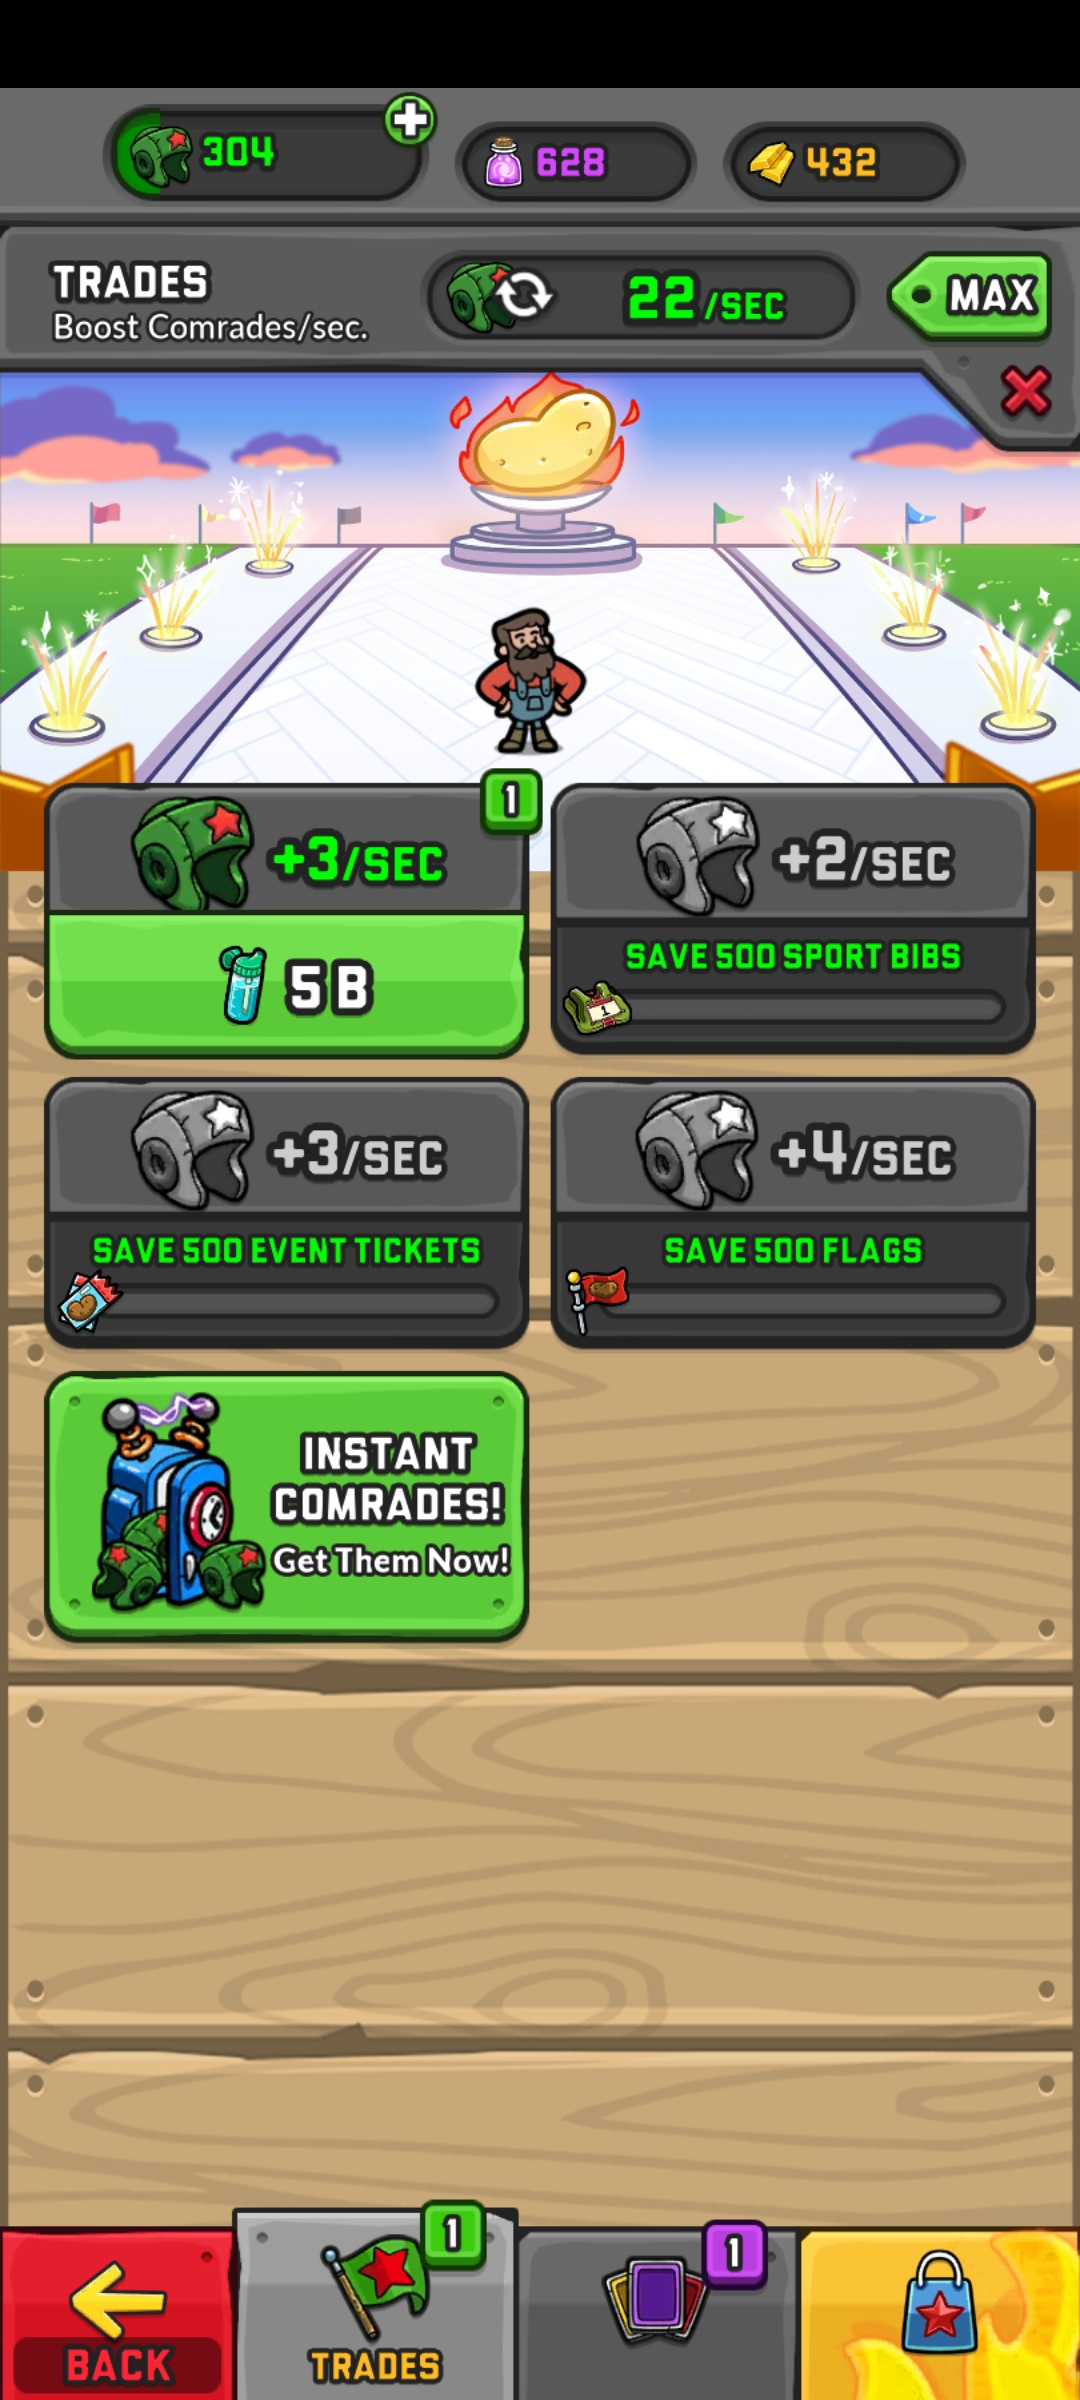 304
628
432
TRADES
Boost Comrades/sec.
22/SEC
MAX
1
+3/SEC
5 B
+2/SEC
SAVE 500 SPORT BIBS
1
+3/SEC
SAVE 500 EVENT TICKETS
+4/SEC
SAVE 500 FLAGS
INSTANT
COMRADES!
Get Them Now!
BACK
1
TRADES
1